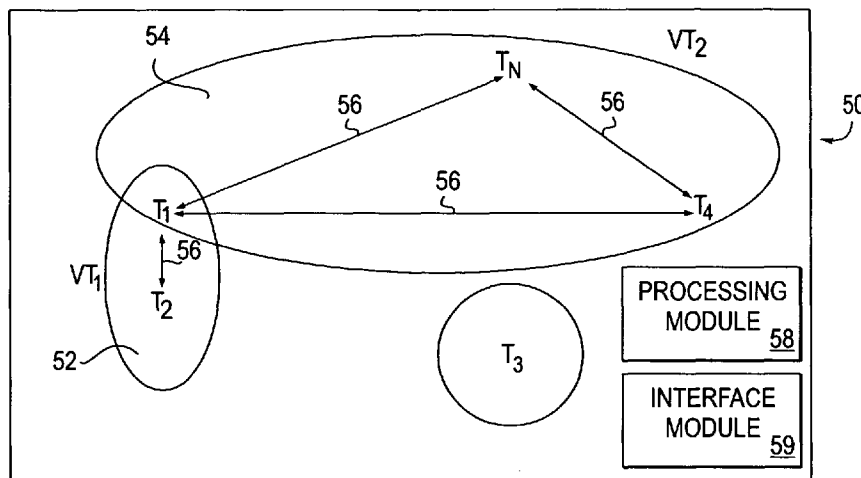 54
VT2
TN
50
56
56
56
T1
T4
56
VT1
T2
52
T3
PROCESSING
MODULE 58
INTERFACE
MODULE 59